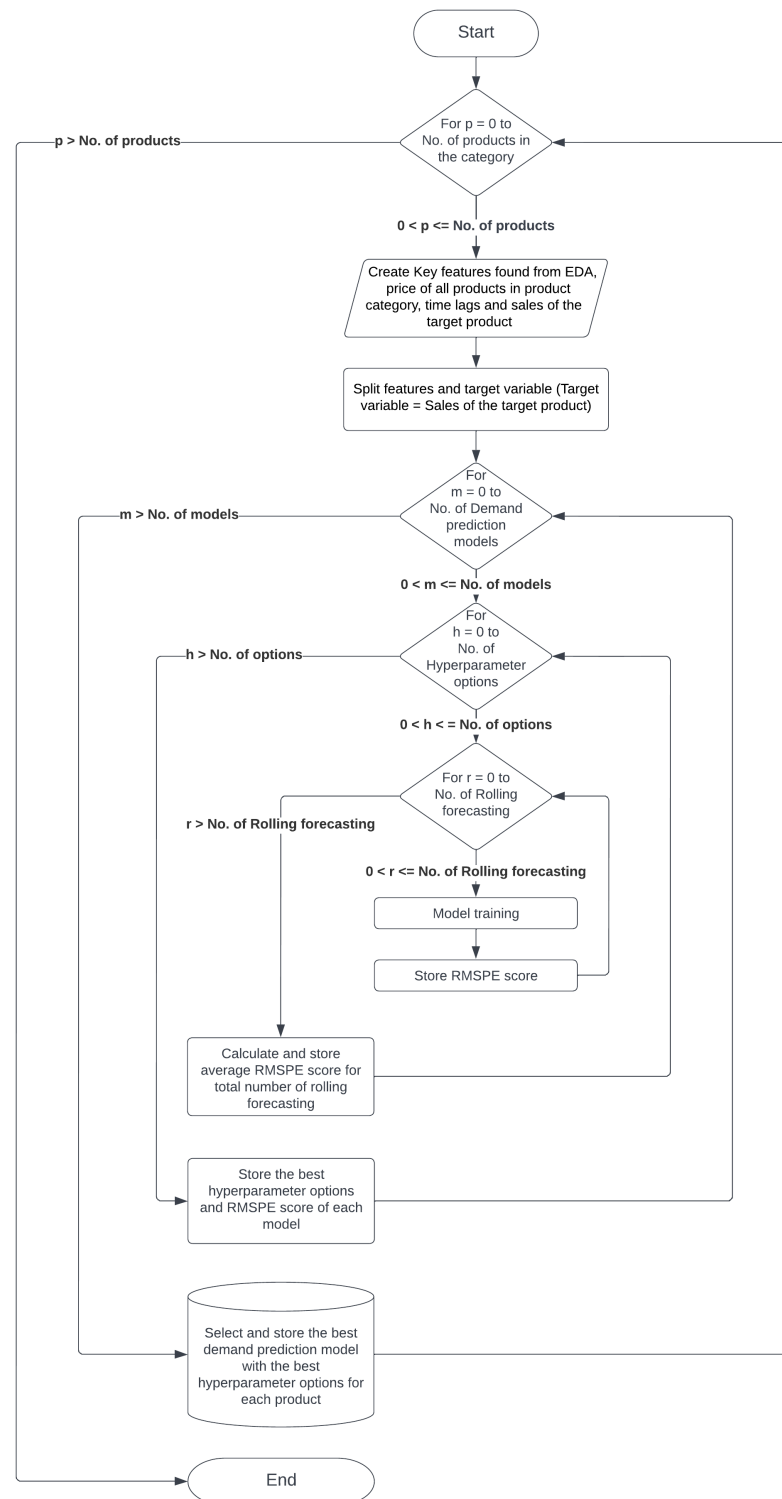 Start
For p = 0 to
No. of products in
the category
p > No. of products
0 < p <= No. of products
Create Key features found from EDA,
price of all products in product
category, time lags and sales of the
target product
Split features and target variable (Target
variable = Sales of the target product)
For
m = 0 to
No. of Demand
prediction
models
m > No. of models
0 < m <= No. of models
For
h = 0 to
No. of
Hyperparameter
options
h > No. of options
0 < h < = No. of options
For r = 0 to
No. of Rolling
forecasting
r > No. of Rolling forecasting
0 < r <= No. of Rolling forecasting
Model training
Store RMSPE score
Calculate and store
average RMSPE score for
total number of rolling
forecasting
Store the best
hyperparameter options
and RMSPE score of each
model
Select and store the best
demand prediction model
with the best
hyperparameter options for
each product
End